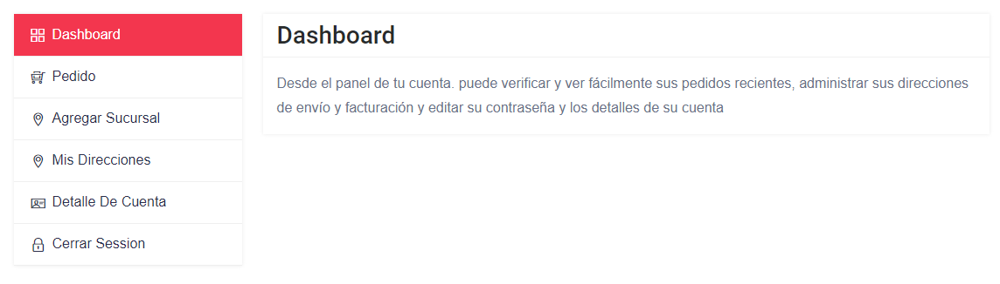 Dashboard
Pedido
Agregar Sucursal
Mis Direcciones
Detalle De Cuenta
Cerrar Session
Dashboard
Desde el panel de tu cuenta. puede verificar y ver fácilmente sus pedidos recientes, administrar sus direcciones
de envío y facturación y editar su contraseña y los detalles de su cuenta